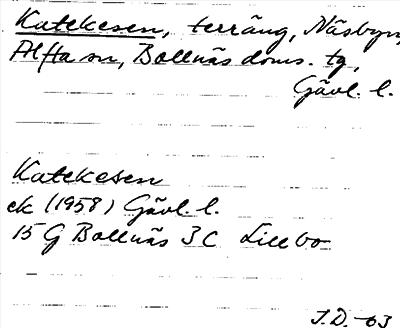 Katekesen, terräng, Näsbyn,
Alfta sn, Bollnäs doms. tg,
Gävl. l.
Katekesen
ek (1958) Gävl. l.
15 G Bollnäs 3 C Lillbo
J.D. -63